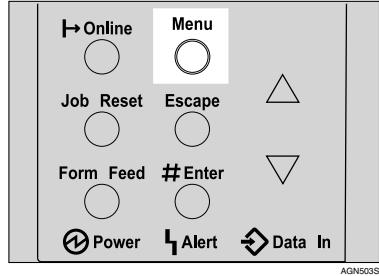 Online Menu
Job Reset Escape
Form Feed # Enter
Power Alert Data In
AGN503S